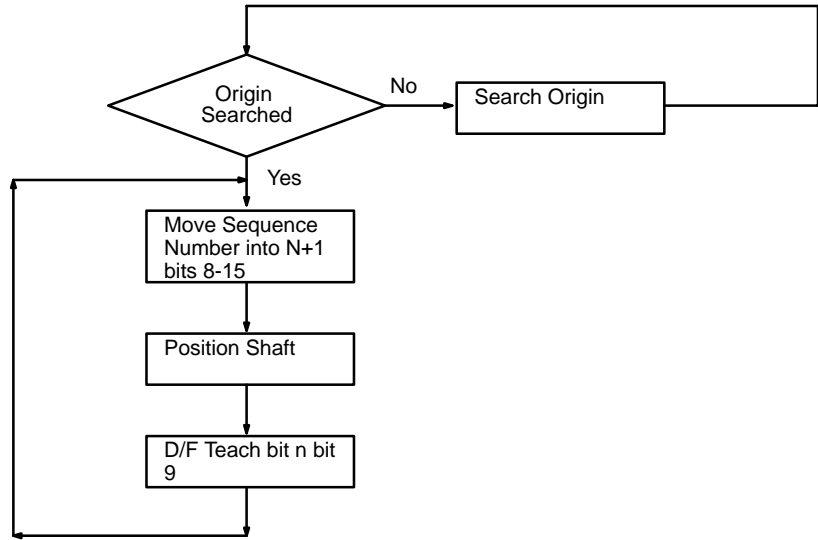 Origin
Searched
No
Search Origin
Yes
Move Sequence
Number into N+1
bits 8-15
Position Shaft
D/F Teach bit n bit
9